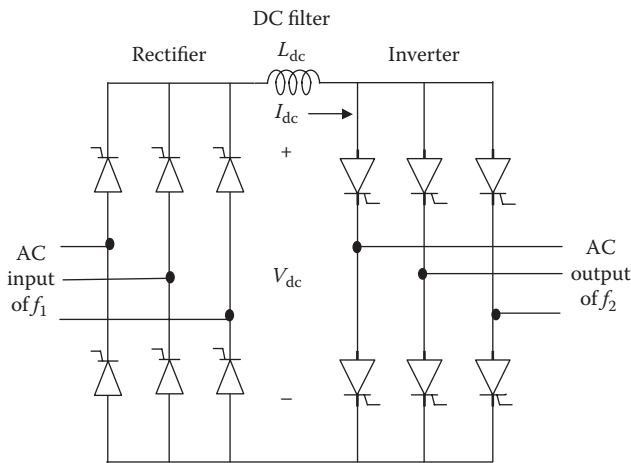 DC filter
Rectifier
L_dc
Inverter
I_dc
+
AC
input
of f_1
V_dc
AC
output
of f_2
–